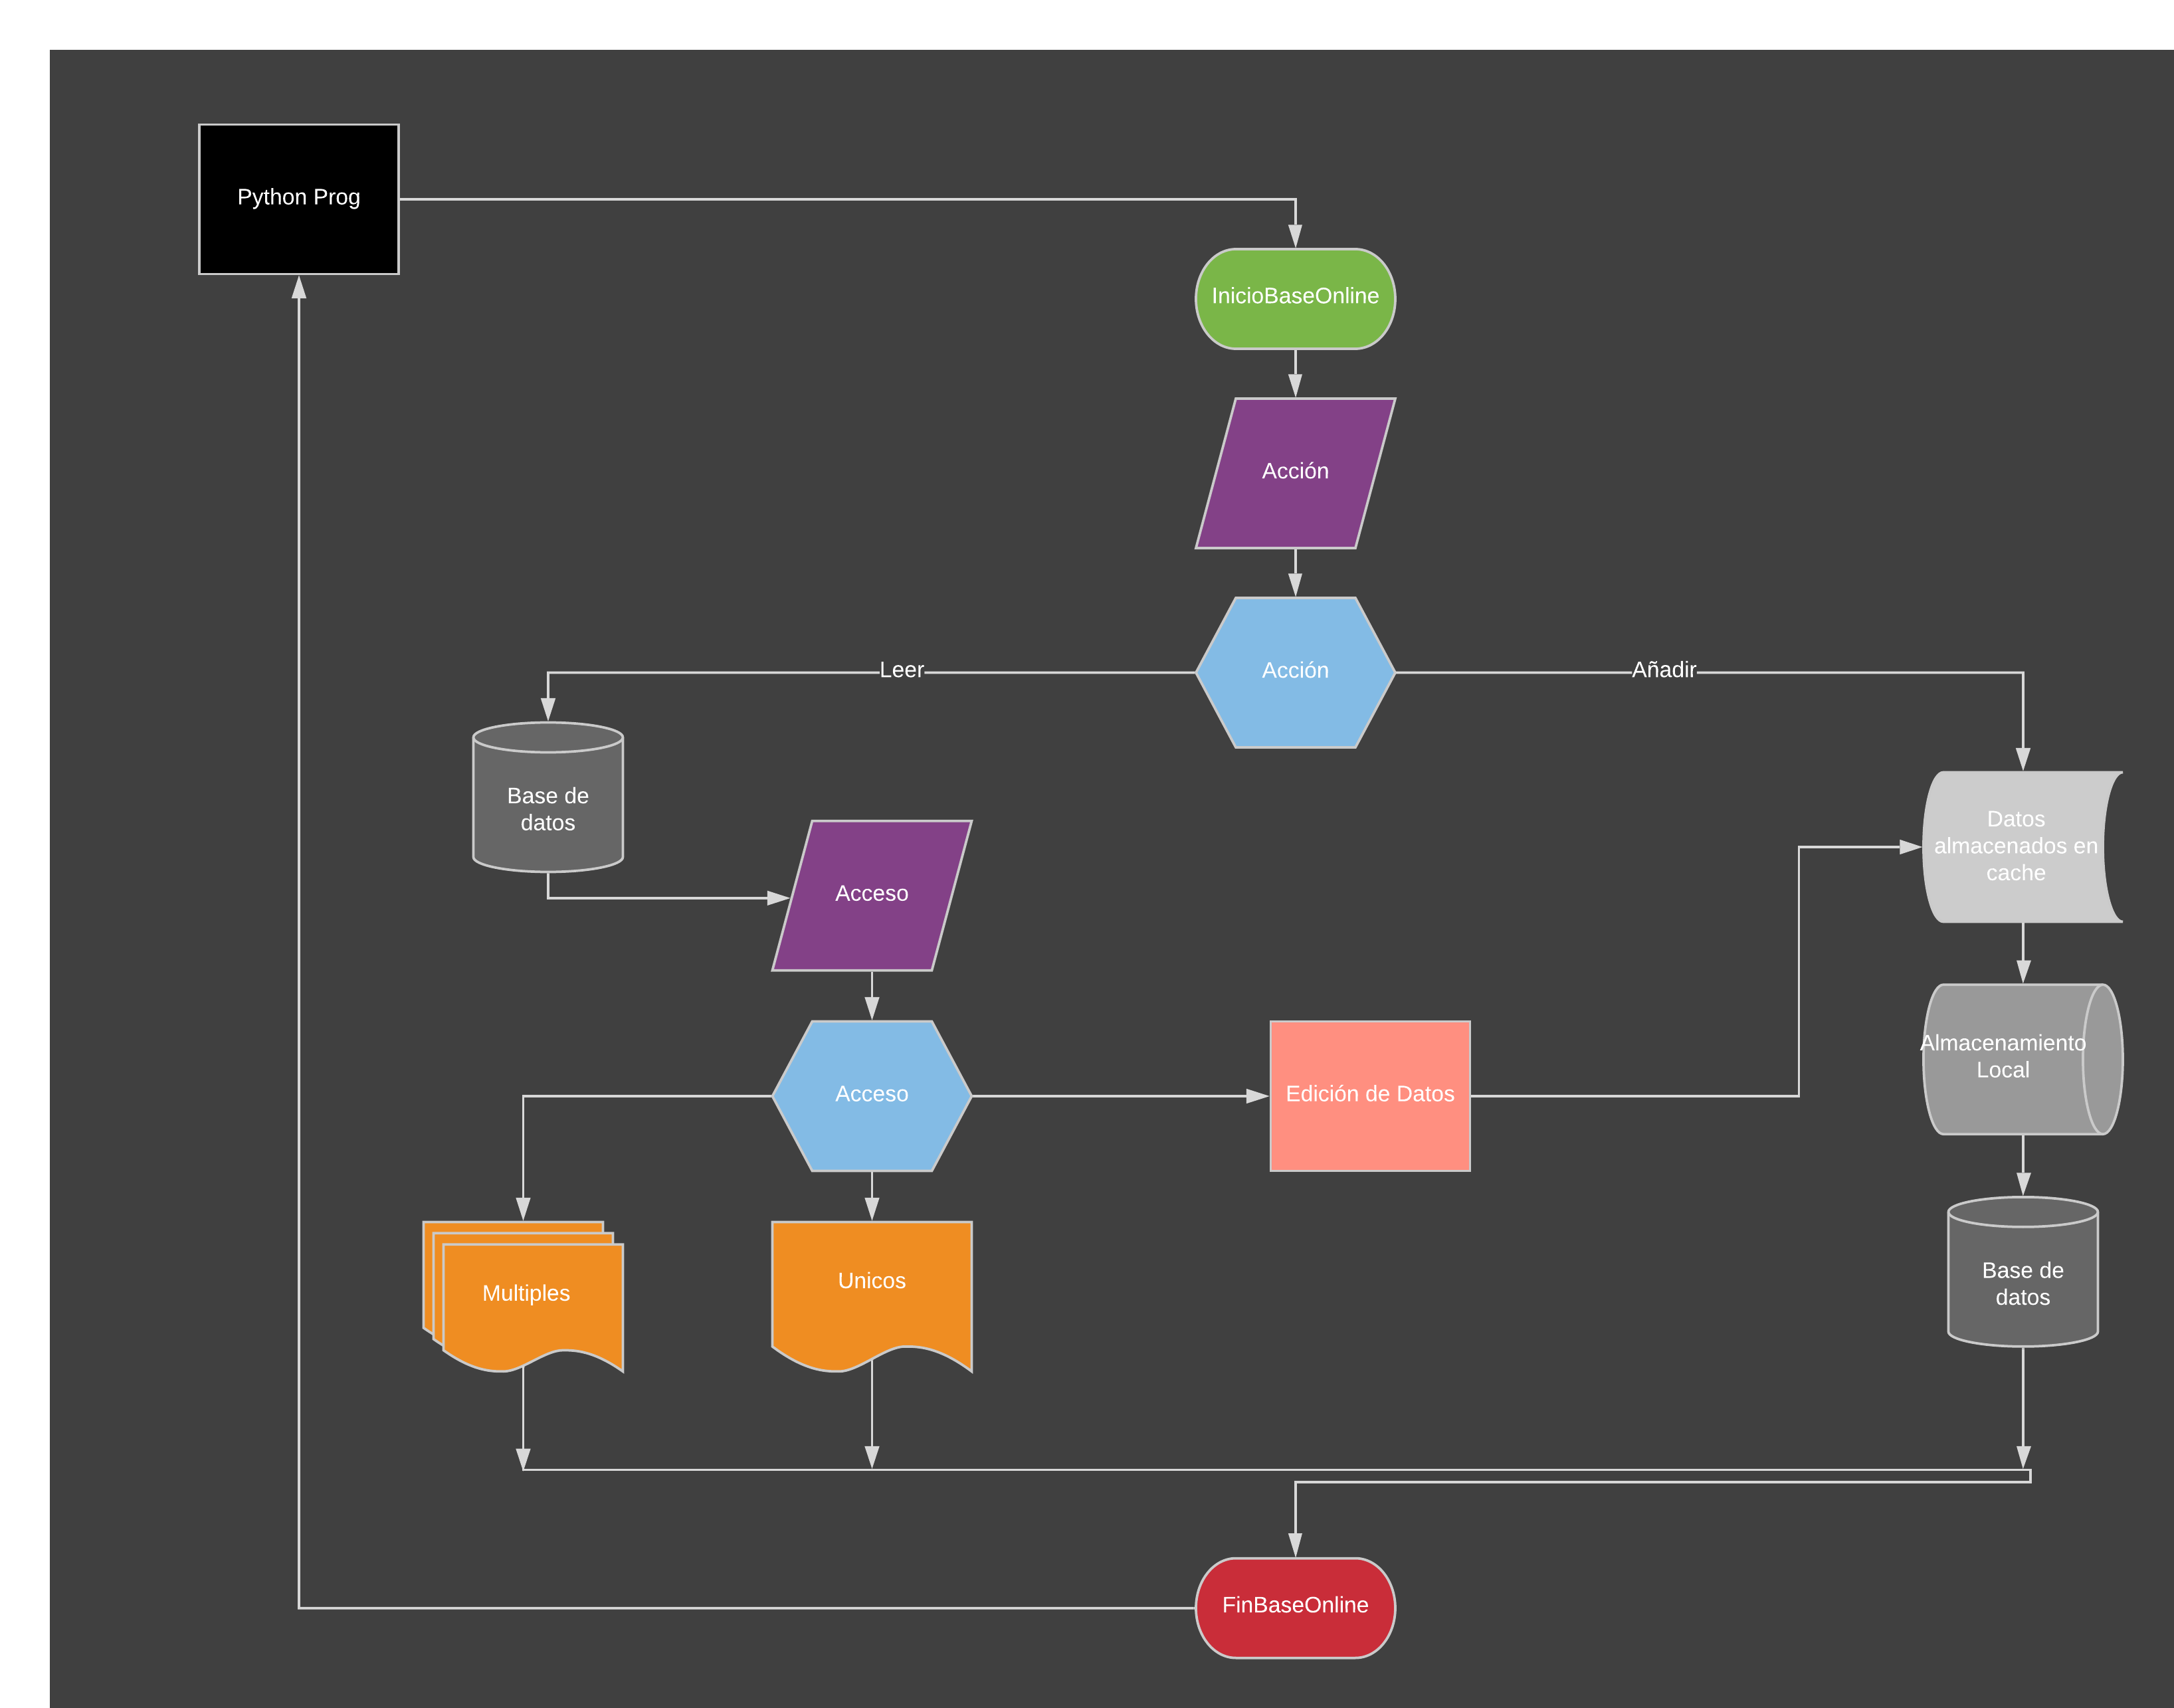 Python Prog
InicioBaseOnline
Acción
Acción
Leer
Añadir
Base de
datos
Datos
almacenados en
cache
Acceso
Almacenamiento
Local
Acceso
Edición de Datos
Base de
datos
Multiples
Unicos
FinBaseOnline